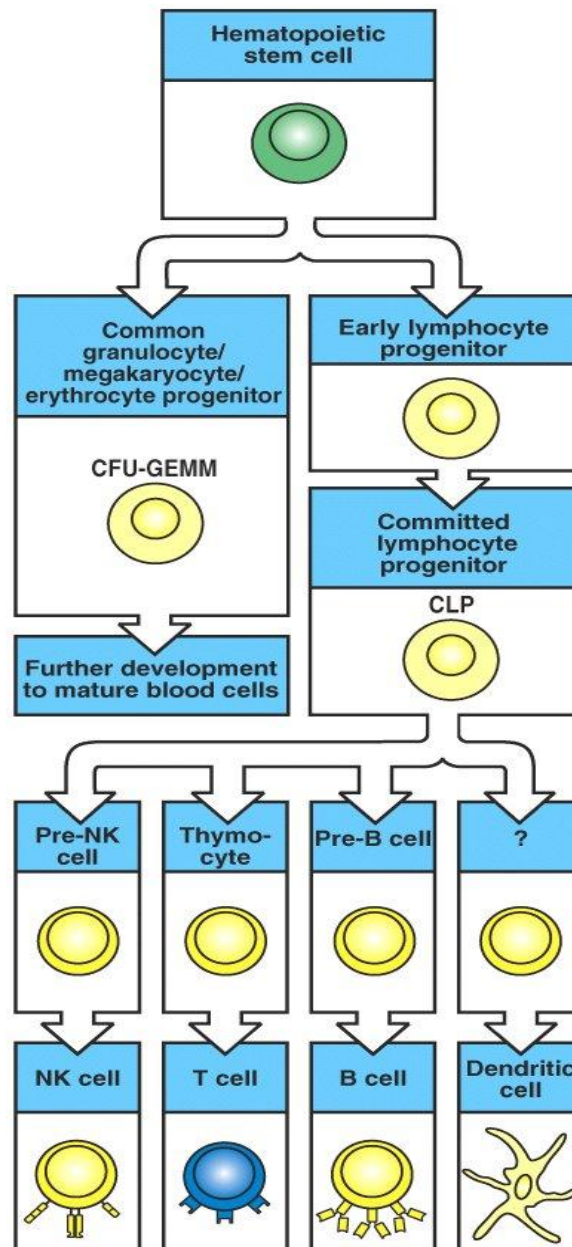 Hematopoietic
stem cell
Common
granulocyte/
megakaryocyte/
erythrocyte progenitor
CFU-GEMM
Further development
to mature blood cells
Early lymphocyte
progenitor
Committed
lymphocyte
progenitor
CLP
Pre-NK
cell
Thymo-
cyte
Pre-B cell
?
NK cell
T cell
B cell
Dendritic
cell